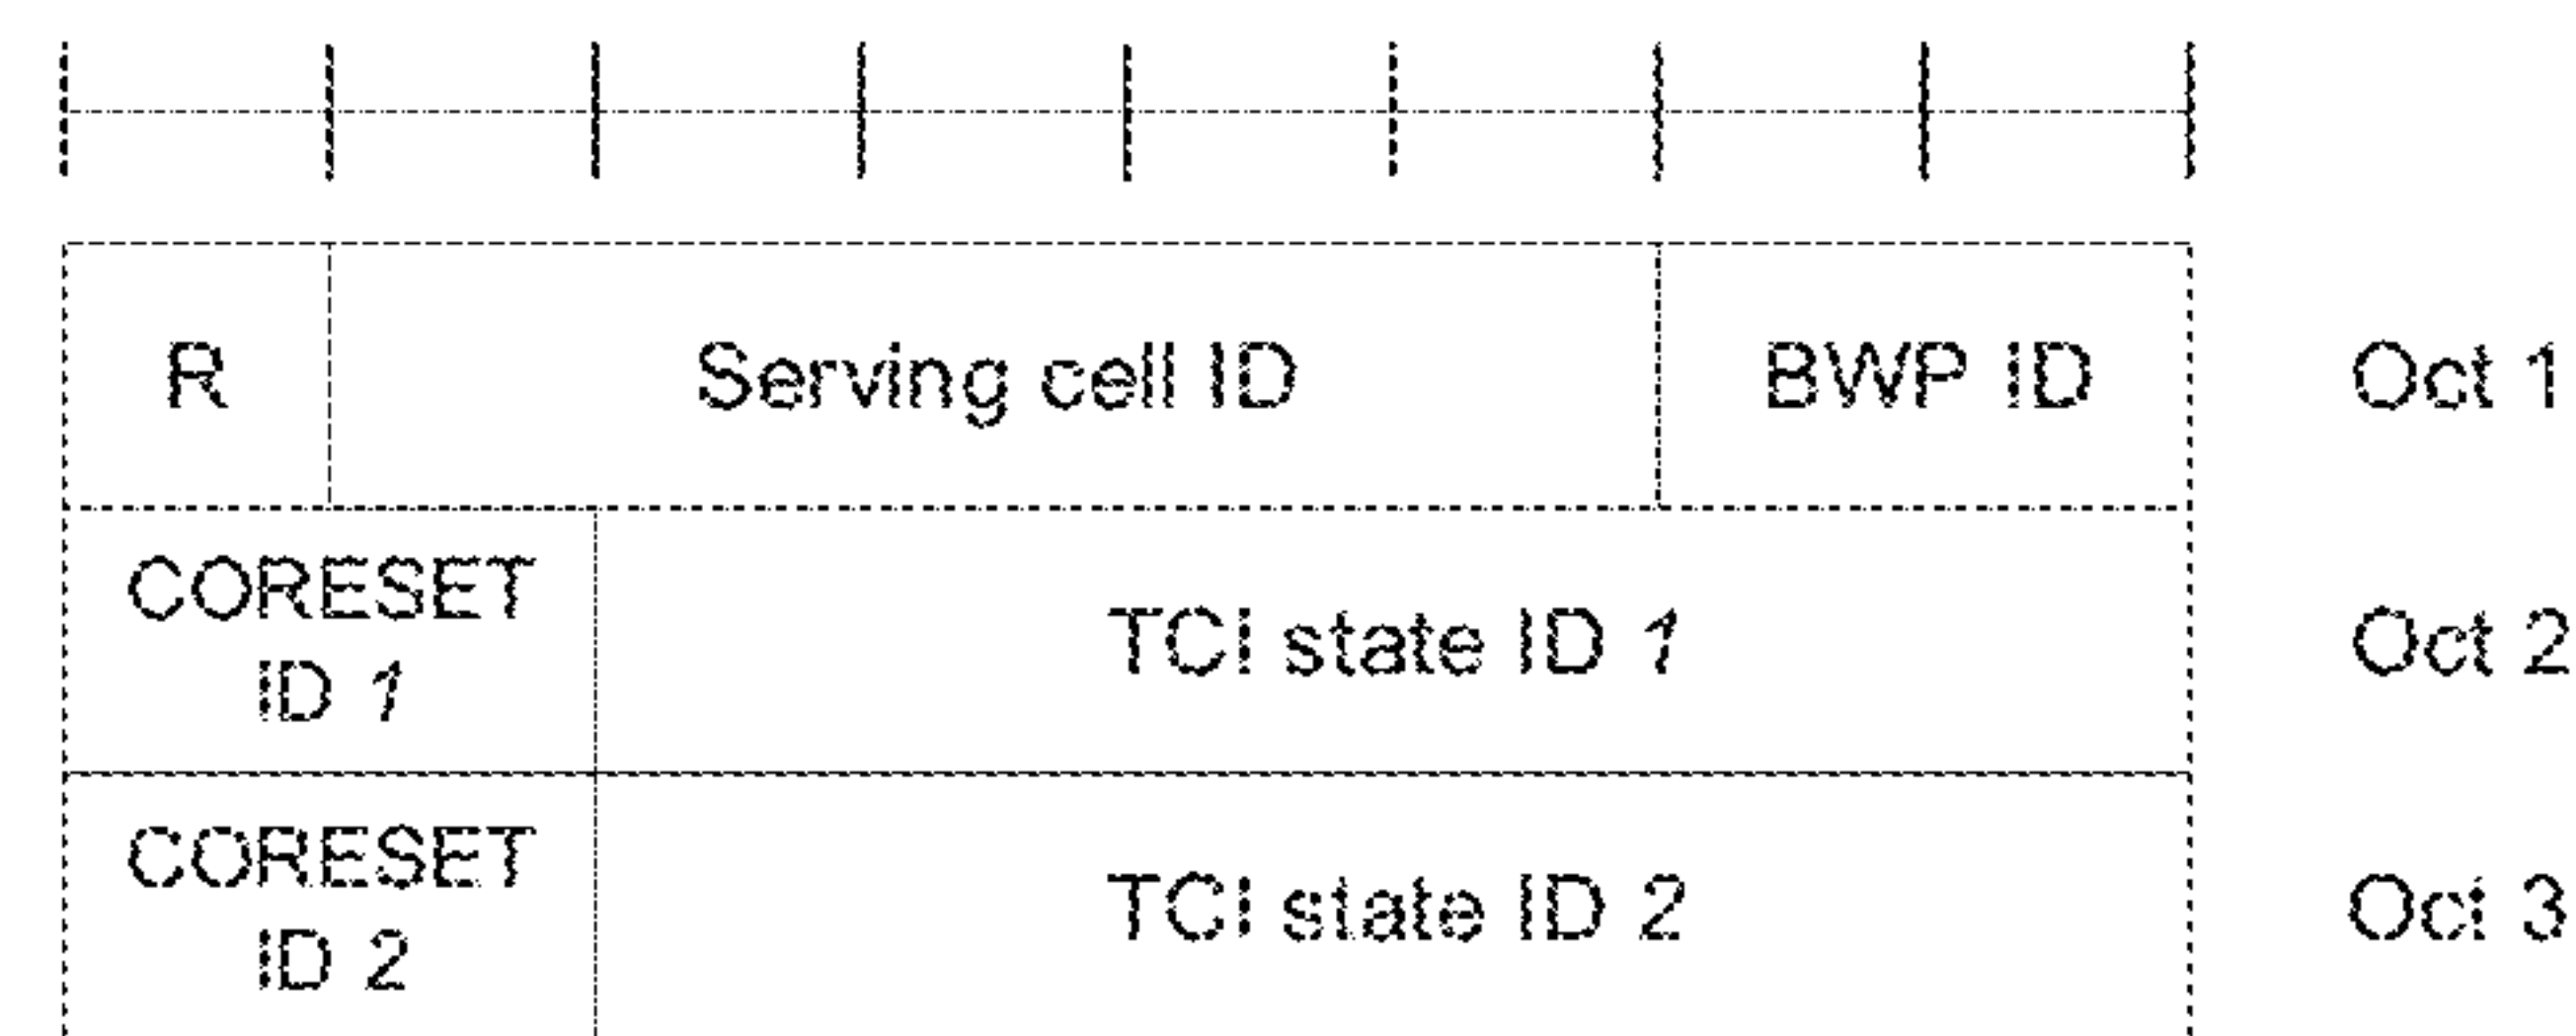 R Serving cell ID BWP ID Oct 1
CORESET
ID 1
TCI state ID 1 Oct 2
CORESET
ID 2
TCI state ID 2 Oct 3